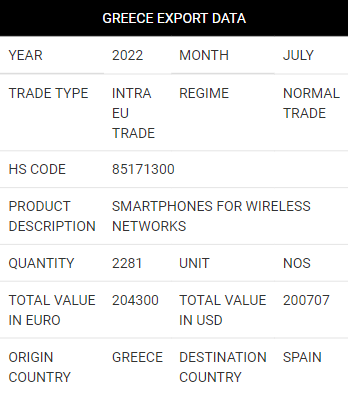 GREECE EXPORT DATA
YEAR 2022 MONTH JULY
TRADE TYPE INTRA REGIME NORMAL
EU TRADE
TRADE
HS CODE 85171300
PRODUCT SMARTPHONES FOR WIRELESS
DESCRIPTION NETWORKS
QUANTITY 2281 UNIT NOS
TOTAL VALUE 204300 TOTAL VALUE 200707
IN EURO IN USD
ORIGIN GREECE DESTINATION SPAIN
COUNTRY COUNTRY